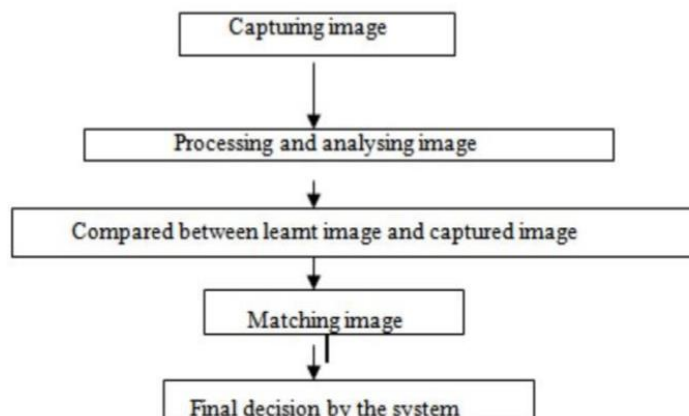 Capturing image
Processing and analysing image
Compared between learnt image and captured image
Matching image
Final decision by the system